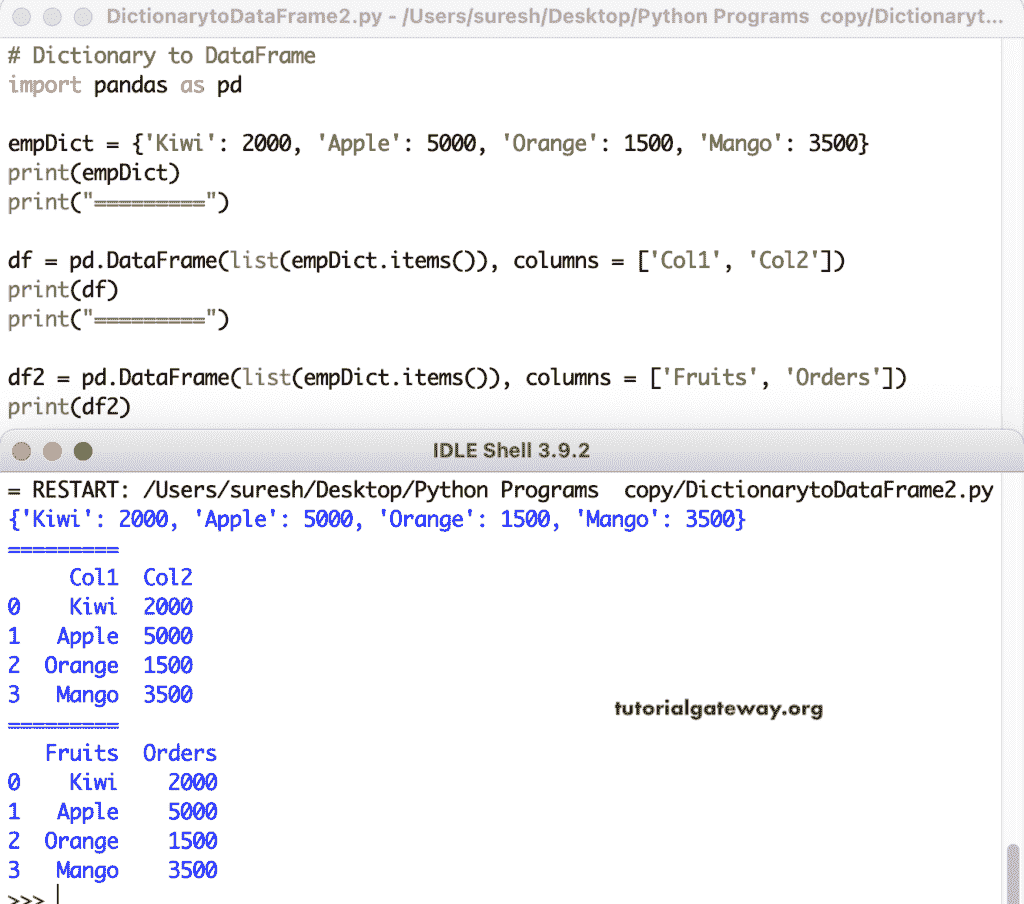 DictionarytoDataFrame2.py - /Users/suresh/Desktop/Python Programs  copy/Dictionaryt...
# Dictionary to DataFrame
import pandas as pd
empDict = {'Kiwi': 2000, 'Apple': 5000, 'Orange': 1500, 'Mango': 3500}
print(empDict)
print("=========")
df = pd.DataFrame(list(empDict.items()), columns = ['Col1', 'Col2'])
print(df)
print("=========")
df2 = pd.DataFrame(list(empDict.items()), columns = ['Fruits', 'Orders'])
print(df2)
IDLE Shell 3.9.2
= RESTART: /Users/suresh/Desktop/Python Programs  copy/DictionarytoDataFrame2.py
{'Kiwi': 2000, 'Apple': 5000, 'Orange': 1500, 'Mango': 3500}
=========
     Col1  Col2
0    Kiwi  2000
1   Apple  5000
2  Orange  1500
3   Mango  3500
tutorialgateway.org
=========
   Fruits  Orders
0    Kiwi    2000
1   Apple    5000
2  Orange    1500
3   Mango    3500
>>>